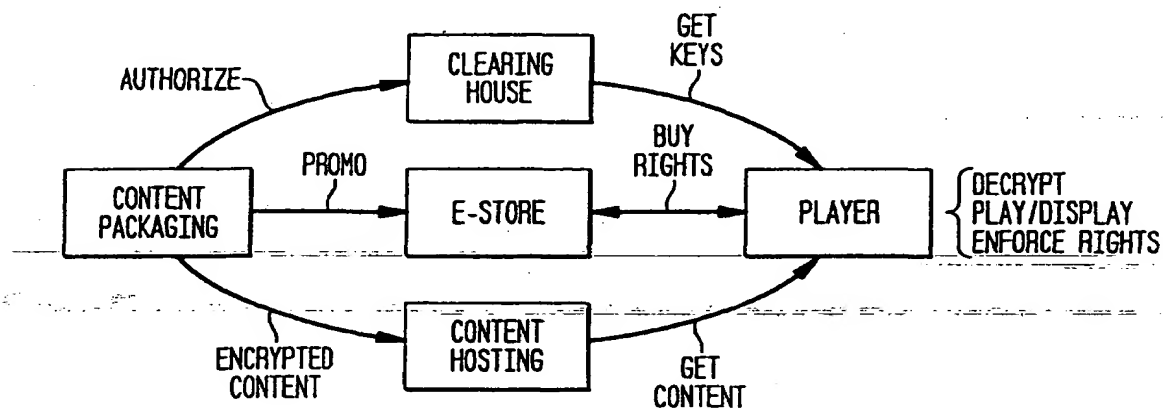 GET
KEYS
CLEARING
HOUSE
AUTHORIZE
BUY
RIGHTS
PROMO
CONTENT
PACKAGING
E-STORE
PLAYER
DECRYPT
PLAY/DISPLAY
ENFORCE RIGHTS
CONTENT
HOSTING
ENCRYPTED
CONTENT
GET
CONTENT